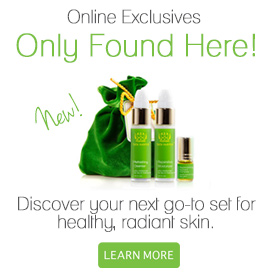 Online Exclusives
Only Found Here!
New!
Discover your next go-to set for
healthy, radiant skin.
LEARN MORE